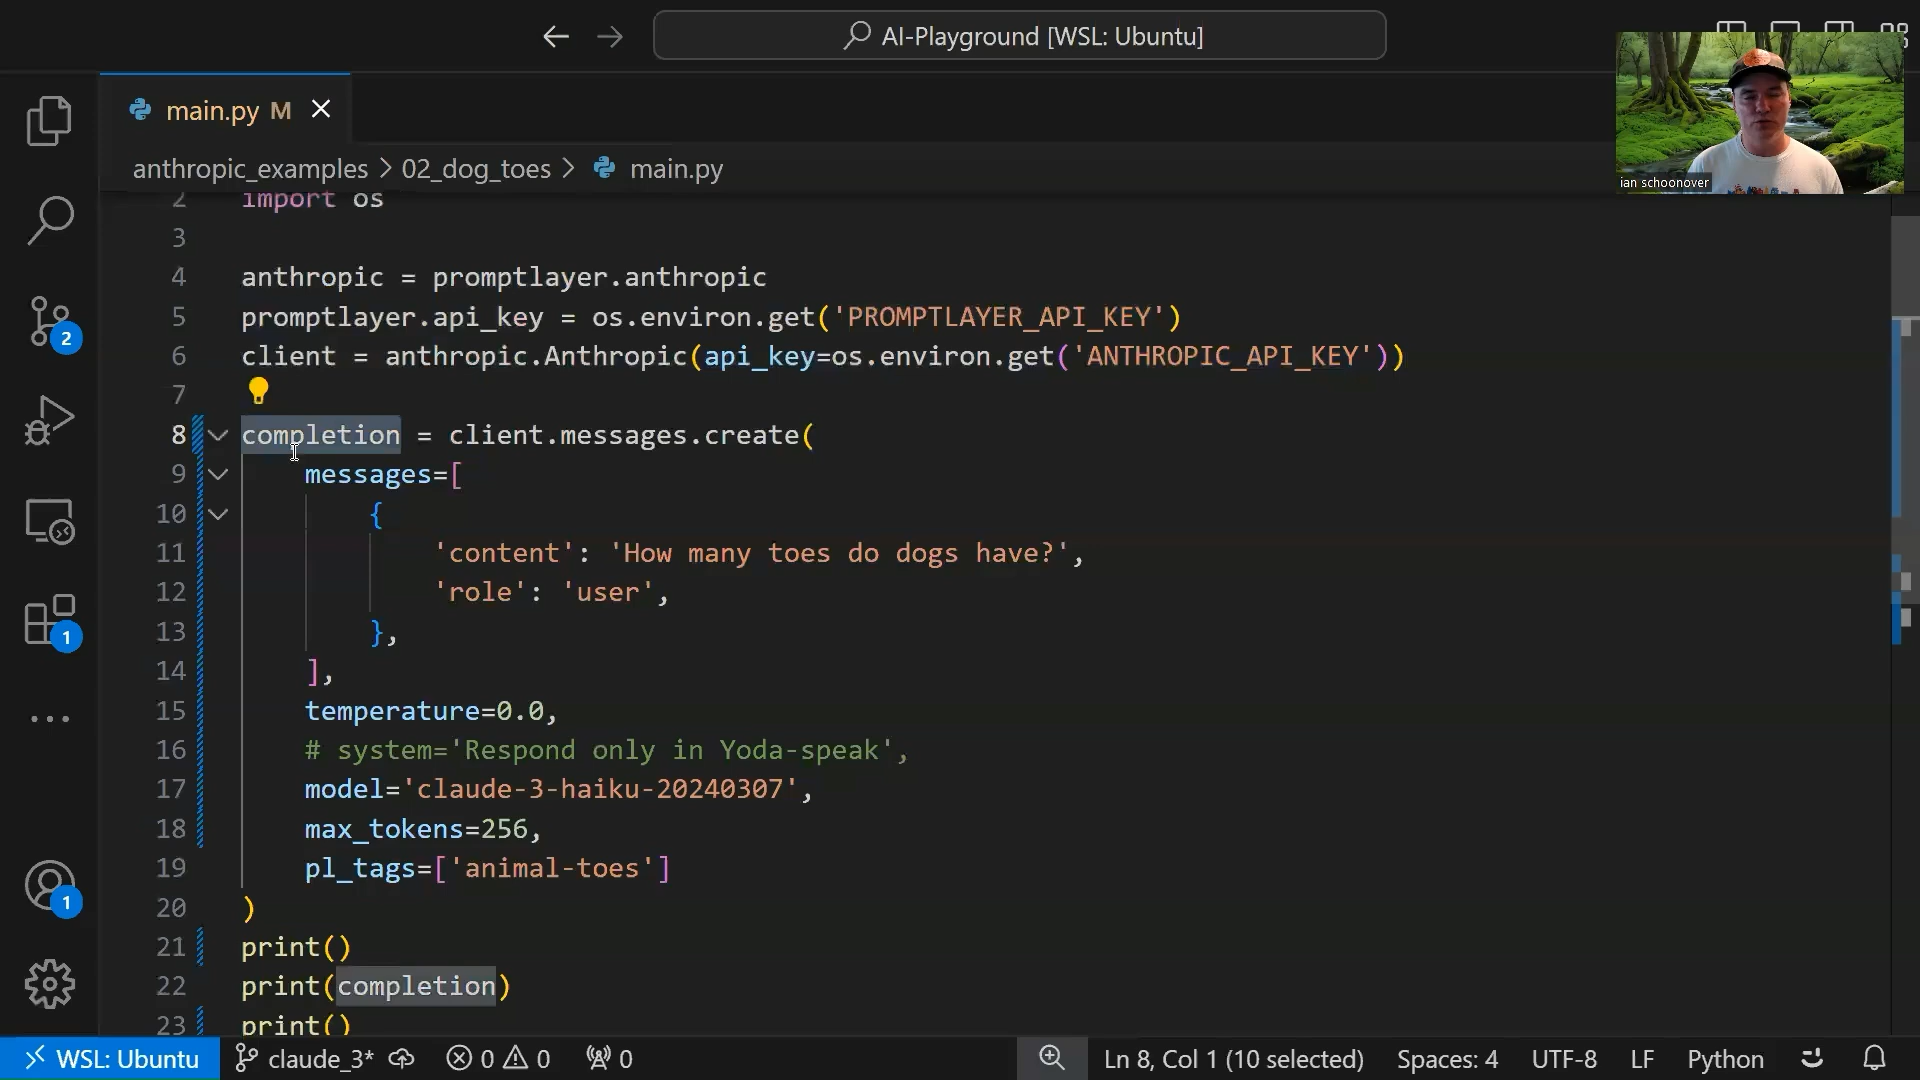 AI-Playground [WSL: Ubuntu]
main.py M
anthropic_examples > 02_dog_toes > main.py
ian schoonover
2 import os
3
4 anthropic = promptlayer.anthropic
5 promptlayer.api_key = os.environ.get('PROMPTLAYER_API_KEY')
6 client = anthropic.Anthropic(api_key=os.environ.get('ANTHROPIC_API_KEY'))
7
8 completion = client.messages.create(
9 messages=[
10 {
11 'content': 'How many toes do dogs have?',
12 'role': 'user',
13 },
14 ],
15 temperature=0.0,
16 # system='Respond only in Yoda-speak',
17 model='claude-3-haiku-20240307',
18 max_tokens=256,
19 pl_tags=['animal-toes']
20 )
21 print()
22 print(completion)
23 print()
2
1
1
WSL: Ubuntu claude_3* 0 0 0 Ln 8, Col 1 (10 selected) Spaces: 4 UTF-8 LF Python